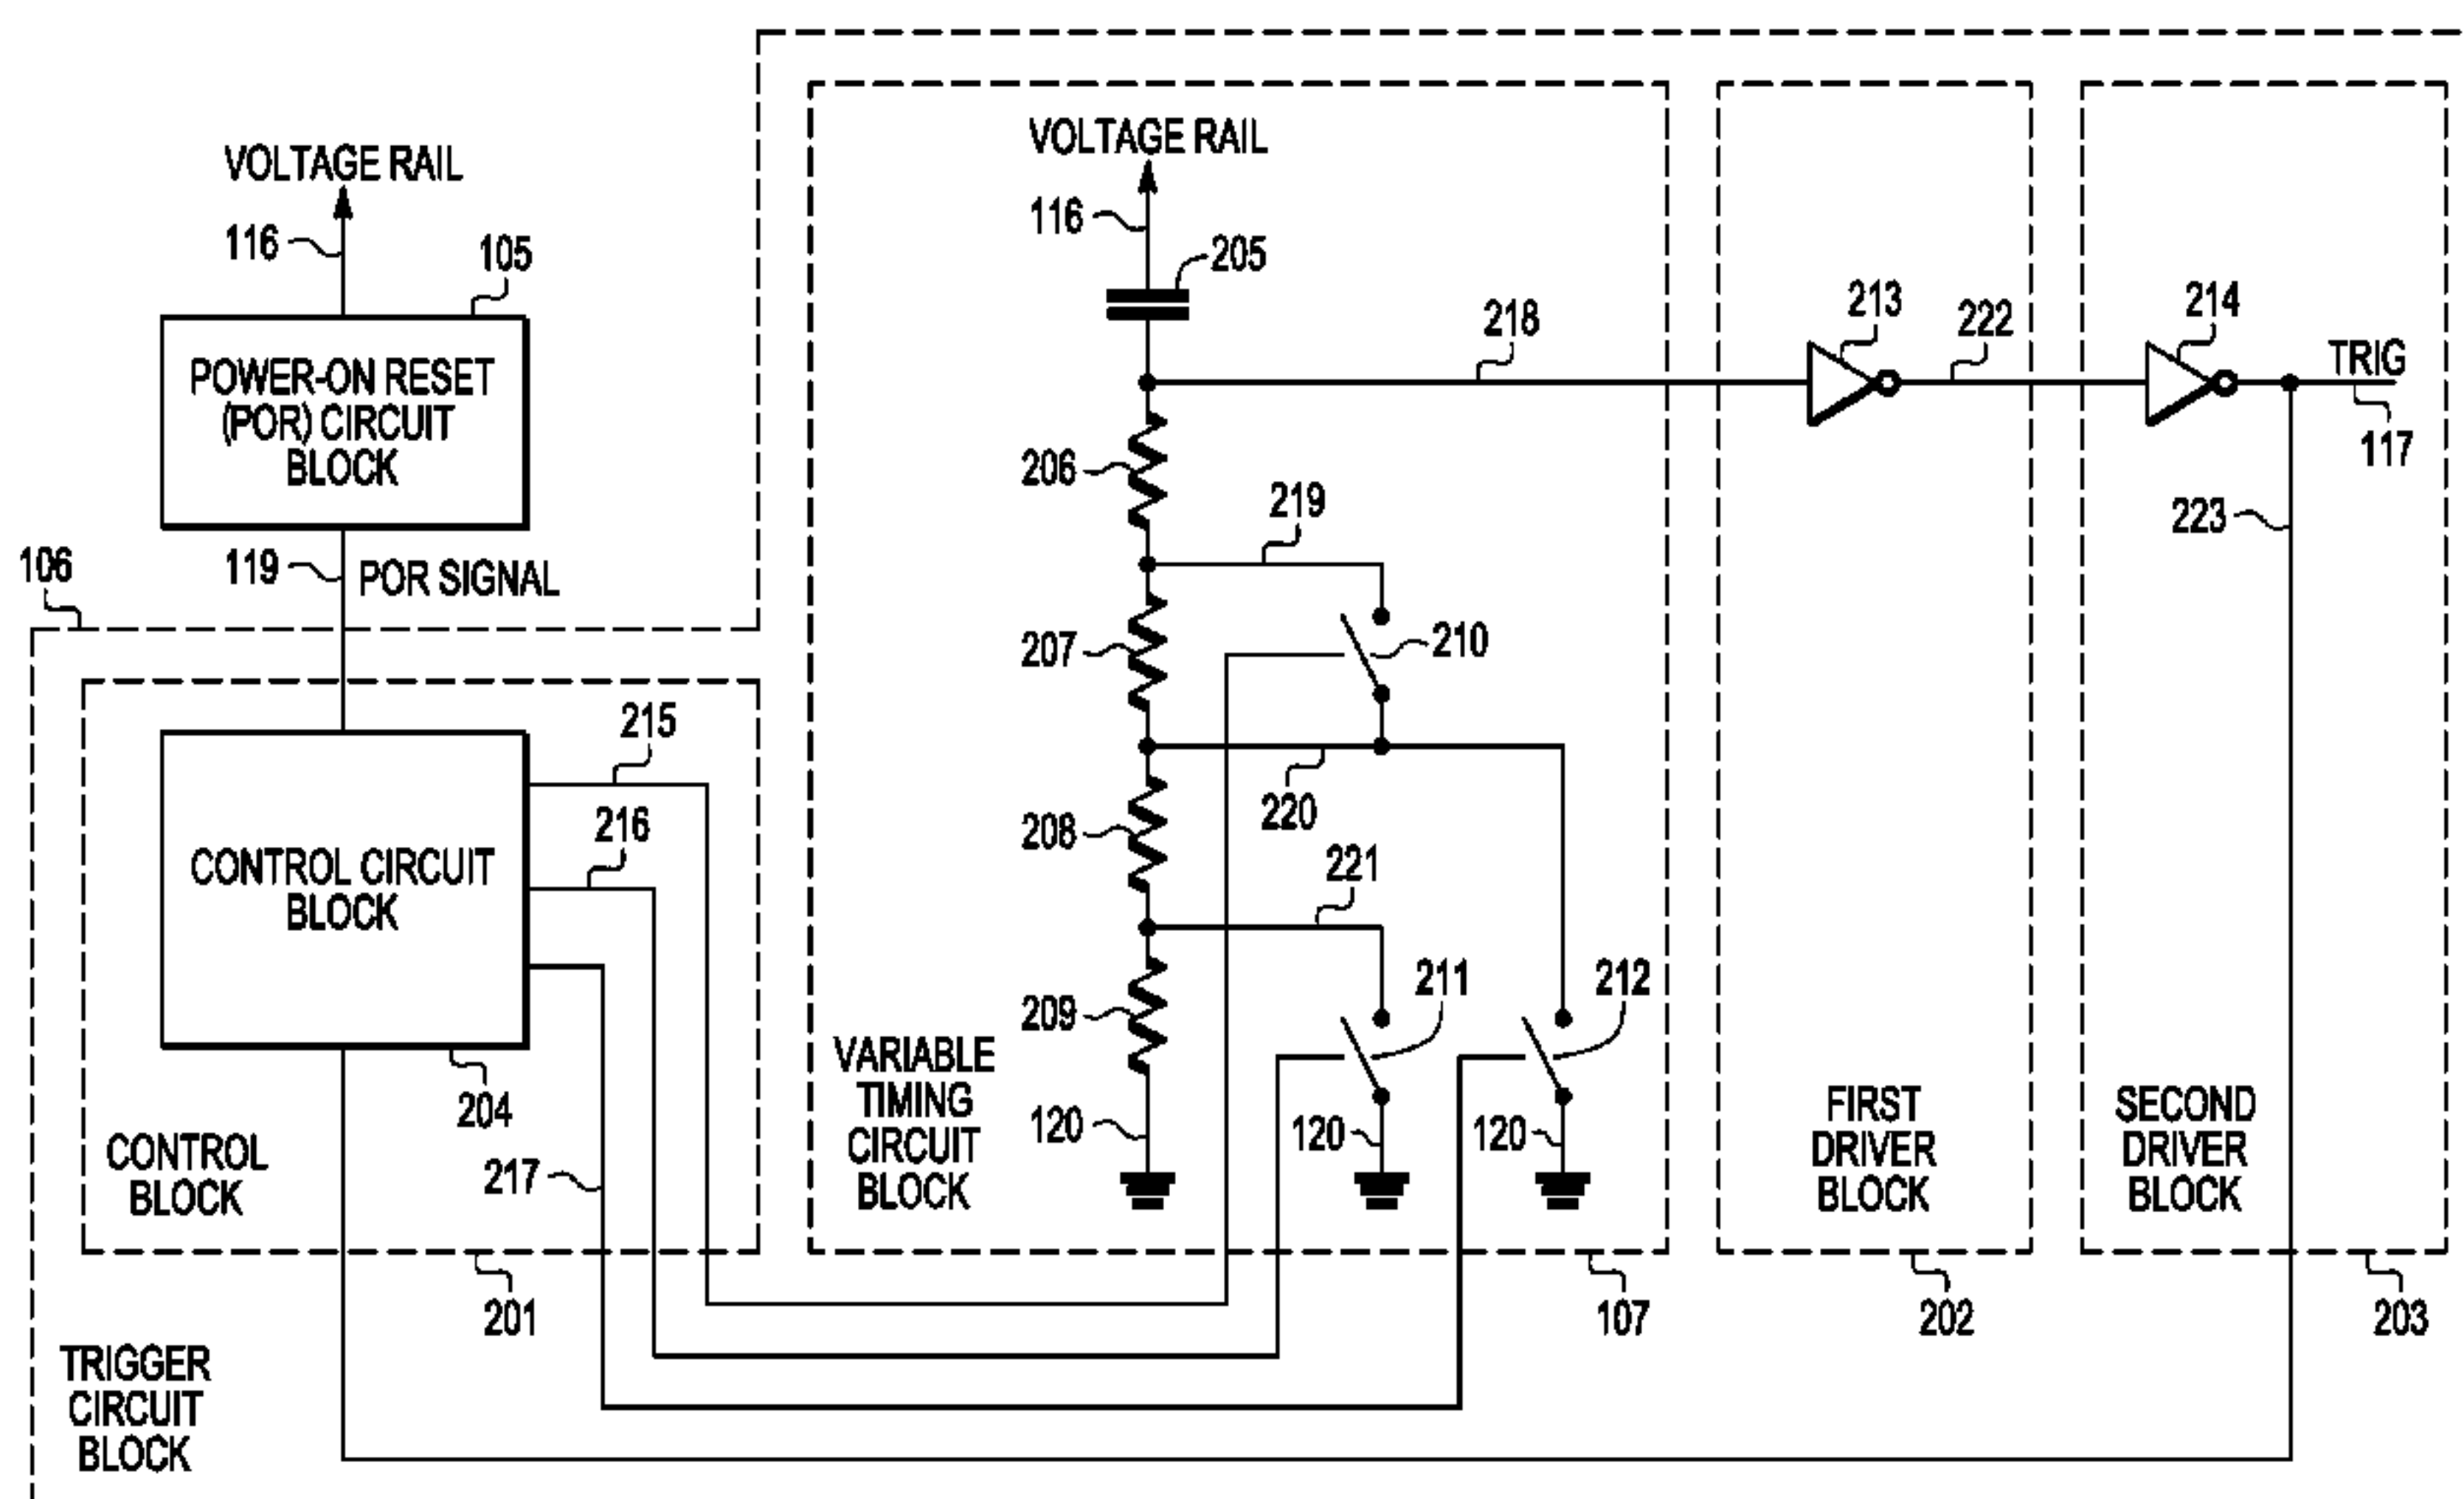 VOLTAGE RAIL
116
105
POWER-ON RESET
(POR) CIRCUIT
BLOCK
119
POR SIGNAL
106
215
216
CONTROL CIRCUIT
BLOCK
204
CONTROL
BLOCK
217
201
TRIGGER
CIRCUIT
BLOCK
VOLTAGE RAIL
116
205
218
206
219
207
210
220
208
221
209
211
212
VARIABLE
TIMING
CIRCUIT
BLOCK
120
120
120
107
213
222
FIRST
DRIVER
BLOCK
202
214
TRIG
117
223
SECOND
DRIVER
BLOCK
203